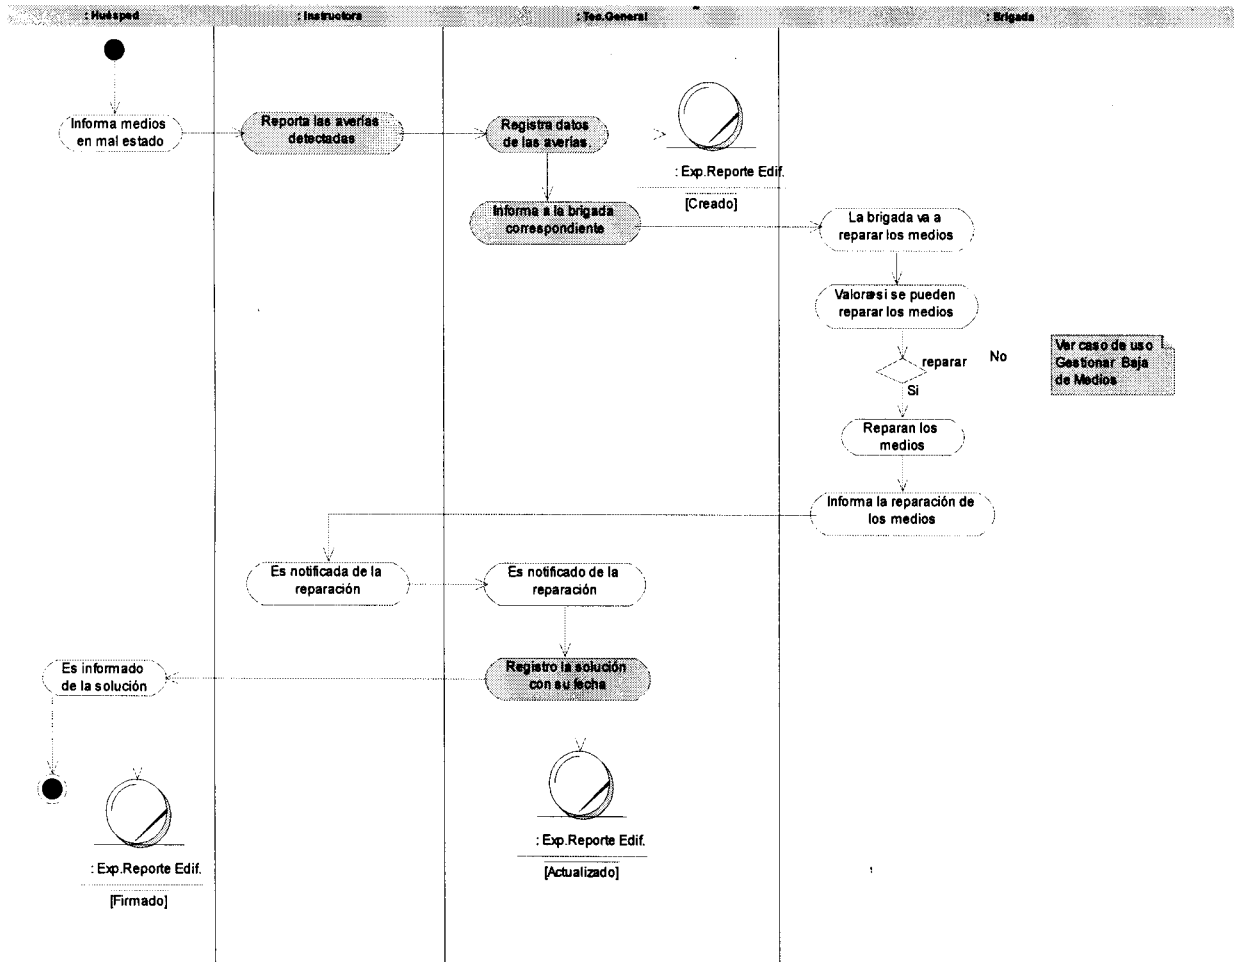 : Huésped
: Instructora
: Tec.General
: Brigada
Informa medios
en mal estado
Reporta las averías
detectadas
Registra datos
de las averías.
: Exp.Reporte Edif.
[Creado]
Informa a la brigada
correspondiente
La brigada va a
reparar los medios
Valora si se pueden
reparar los medios
reparar
No
Si
Ver caso de uso
Gestionar Baja
de Medios
Reparan los
medios
Informa la reparación de
los medios
Es notificada de la
reparación
Es notificado de la
reparación
Es informado
de la solución
Registro la solución
con su fecha
: Exp.Reporte Edif.
[Actualizado]
: Exp.Reporte Edif.
[Firmado]